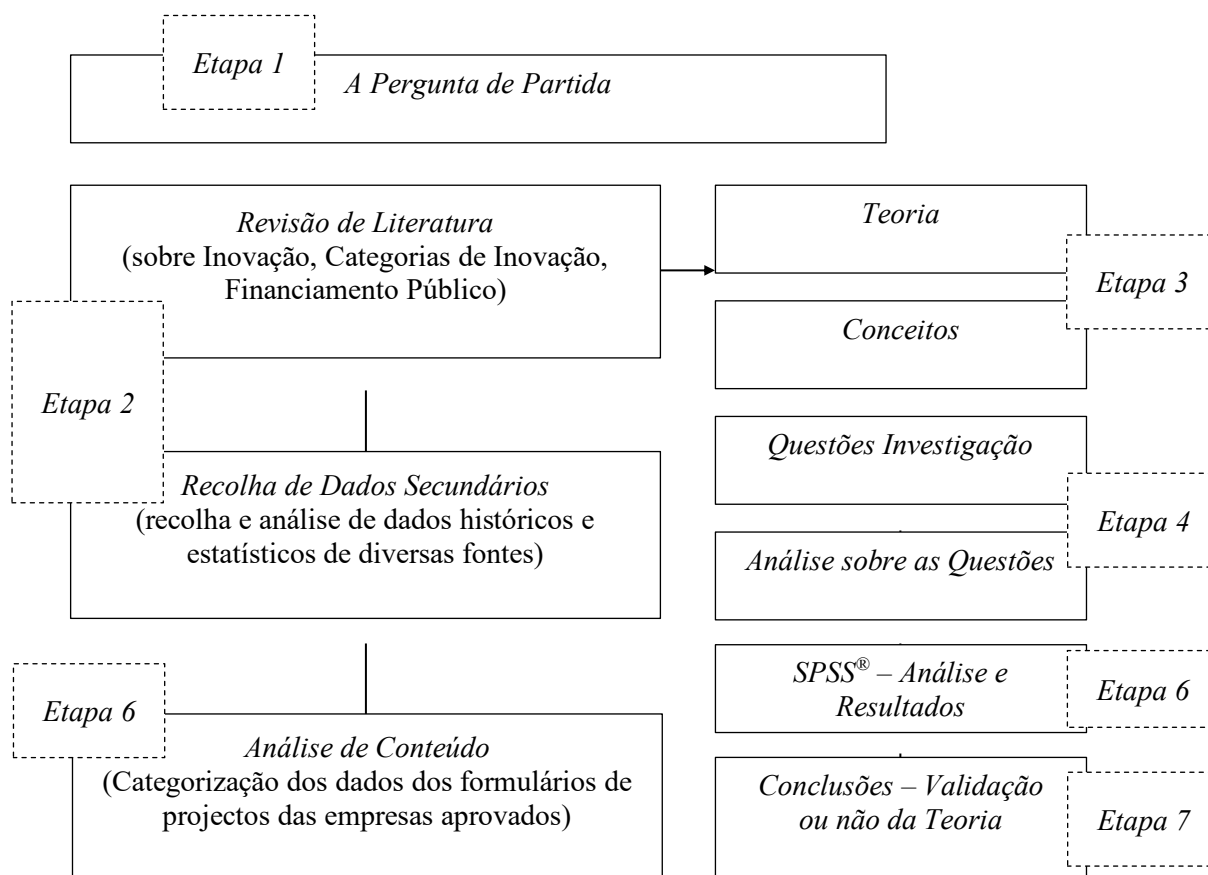 Etapa 1
A Pergunta de Partida
Revisão de Literatura
(sobre Inovação, Categorias de Inovação,
Financiamento Público)
Etapa 2
Recolha de Dados Secundários
(recolha e análise de dados históricos e
estatísticos de diversas fontes)
Etapa 6
Análise de Conteúdo
(Categorização dos dados dos formulários de
projectos das empresas aprovados)
Teoria
Etapa 3
Conceitos
Questões Investigação
Etapa 4
Análise sobre as Questões
SPSS® – Análise e
Resultados
Etapa 6
Conclusões – Validação
ou não da Teoria
Etapa 7